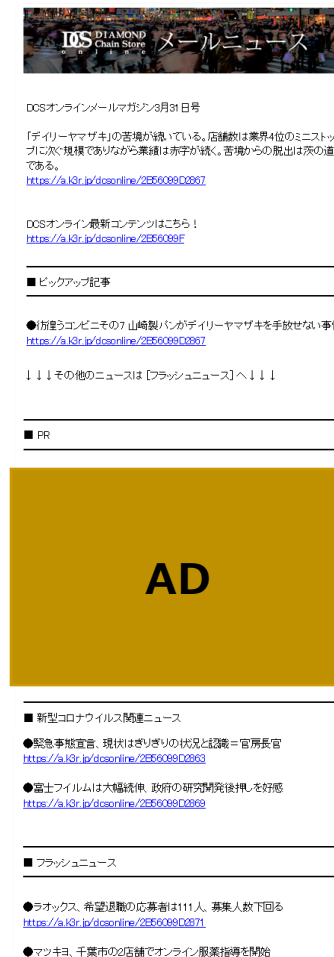 DCS DIAMOND
Chain Store
online
メールニュース
DCSオンラインメールマガジン3月31日号
「デイリーヤマザキ」の苦境が続いている。店舗数は業界4位のミニストッ
プに次ぐ規模でありながら業績は赤字が続く。苦境からの脱出は茨の道
である。
https://a.k3r.jp/dcsonline/2B56099D2867
DCSオンライン最新コンテンツはこちら！
https://a.k3r.jp/dcsonline/2B56099F
■ ピックアップ記事
●彷徨うコンビニその7 山崎製パンがデイリーヤマザキを手放せない事
https://a.k3r.jp/dcsonline/2B56099D2867
↓↓↓その他のニュースは [フラッシュニュース] へ↓↓↓
■ PR
AD
■ 新型コロナウイルス関連ニュース
●緊急事態宣言、現状はぎりぎりの状況と認識＝官房長官
https://a.k3r.jp/dcsonline/2B56099D2863
●富士フイルムは大幅続伸、政府の研究開発後押しを好感
https://a.k3r.jp/dcsonline/2B56099D2869
■ フラッシュニュース
●ラオックス、希望退職の応募者は111人、募集人数下回る
https://a.k3r.jp/dcsonline/2B56099D2871
●マツキヨ、千葉市の2店舗でオンライン服薬指導を開始